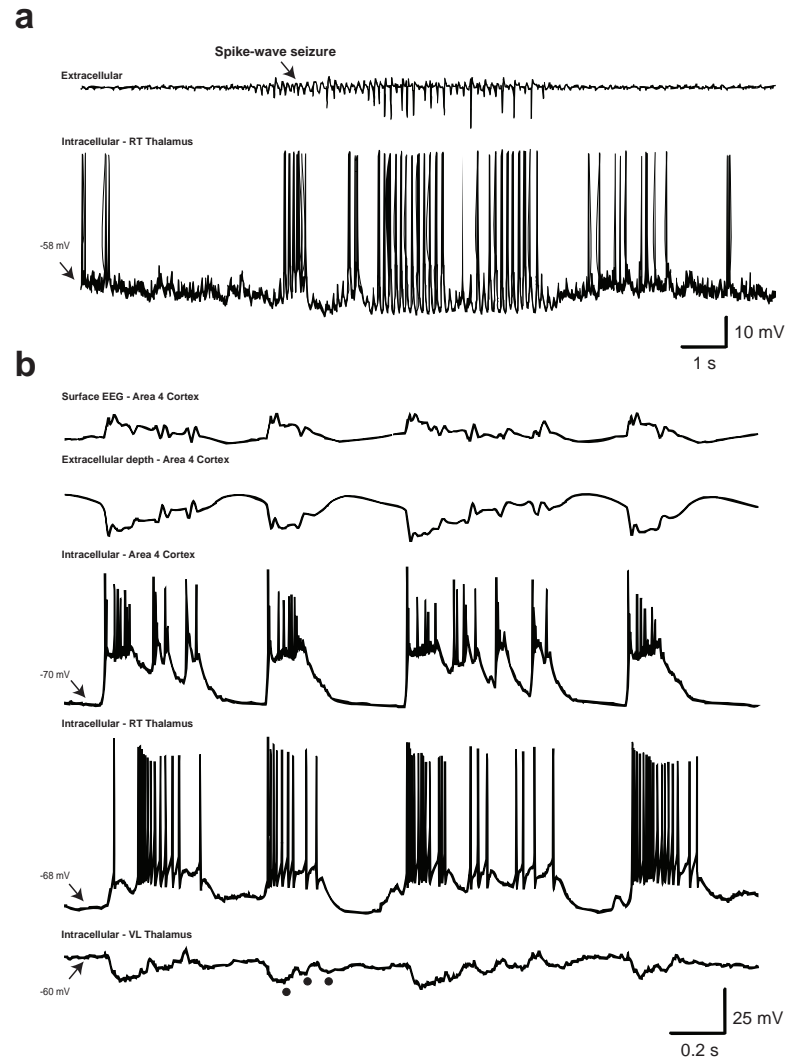 a
Spike-wave seizure
Extracellular
Intracellular - RT Thalamus
-58 mV
10 mV
1 s
b
Surface EEG - Area 4 Cortex
Extracellular depth - Area 4 Cortex
Intracellular - Area 4 Cortex
-70 mV
Intracellular - RT Thalamus
-68 mV
Intracellular - VL Thalamus
-60 mV
25 mV
0.2 s